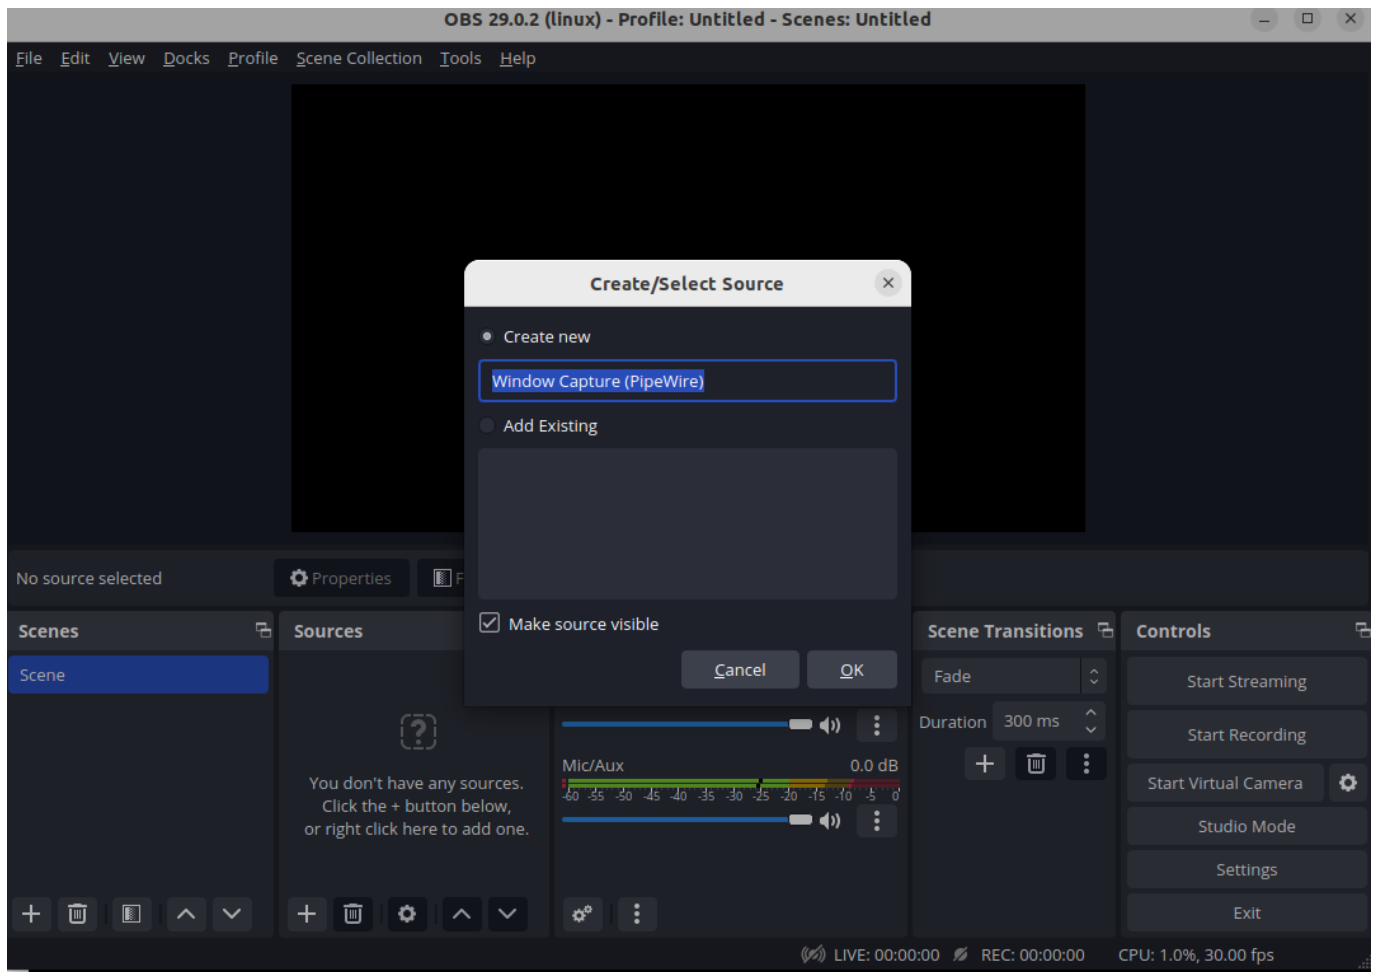 OBS 29.0.2 (linux) - Profile: Untitled - Scenes: Untitled
File Edit View Docks Profile Scene Collection Tools Help
Create/Select Source
Create new
Window Capture (PipeWire)
Add Existing
Make source visible
Cancel OK
No source selected
Properties
F
Scenes
Scene
Sources
You don't have any sources.
Click the + button below,
or right click here to add one.
Mic/Aux 0.0 dB
-60 -55 -50 -45 -40 -35 -30 -25 -20 -15 -10 -5 0
Scene Transitions
Fade
Duration 300 ms
Controls
Start Streaming
Start Recording
Start Virtual Camera
Studio Mode
Settings
Exit
LIVE: 00:00:00 REC: 00:00:00 CPU: 1.0%, 30.00 fps